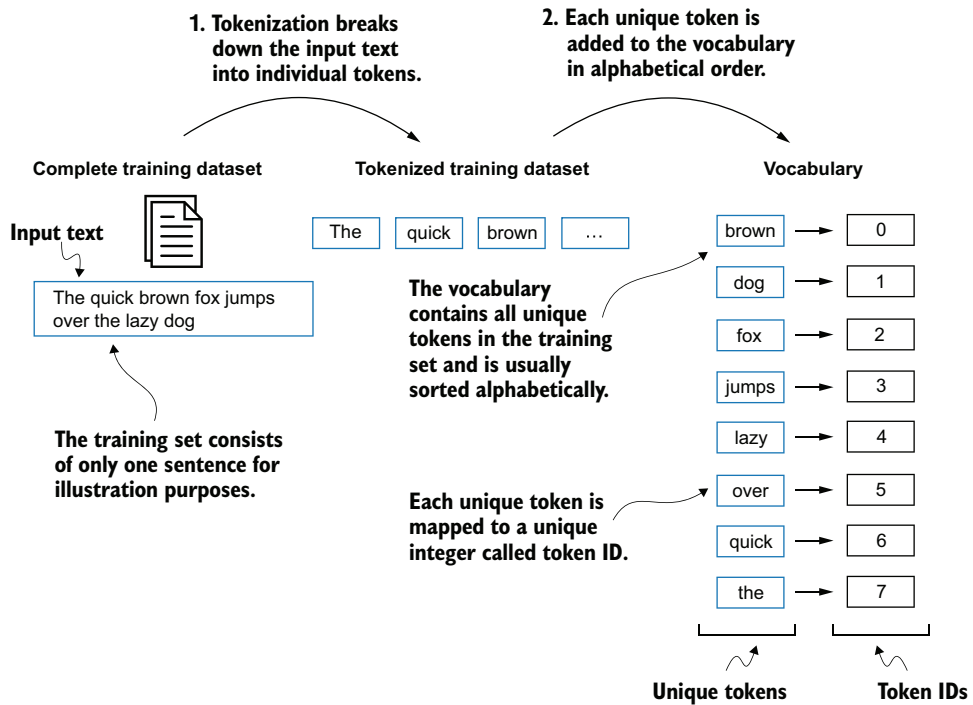 1. Tokenization breaks
down the input text
into individual tokens.
2. Each unique token is
added to the vocabulary
in alphabetical order.
Complete training dataset
Tokenized training dataset
Vocabulary
Input text
The quick brown fox jumps
over the lazy dog
The training set consists
of only one sentence for
illustration purposes.
The
quick
brown
…
The vocabulary
contains all unique
tokens in the training
set and is usually
sorted alphabetically.
Each unique token is
mapped to a unique
integer called token ID.
brown 0
dog 1
fox 2
jumps 3
lazy 4
over 5
quick 6
the 7
Unique tokens
Token IDs